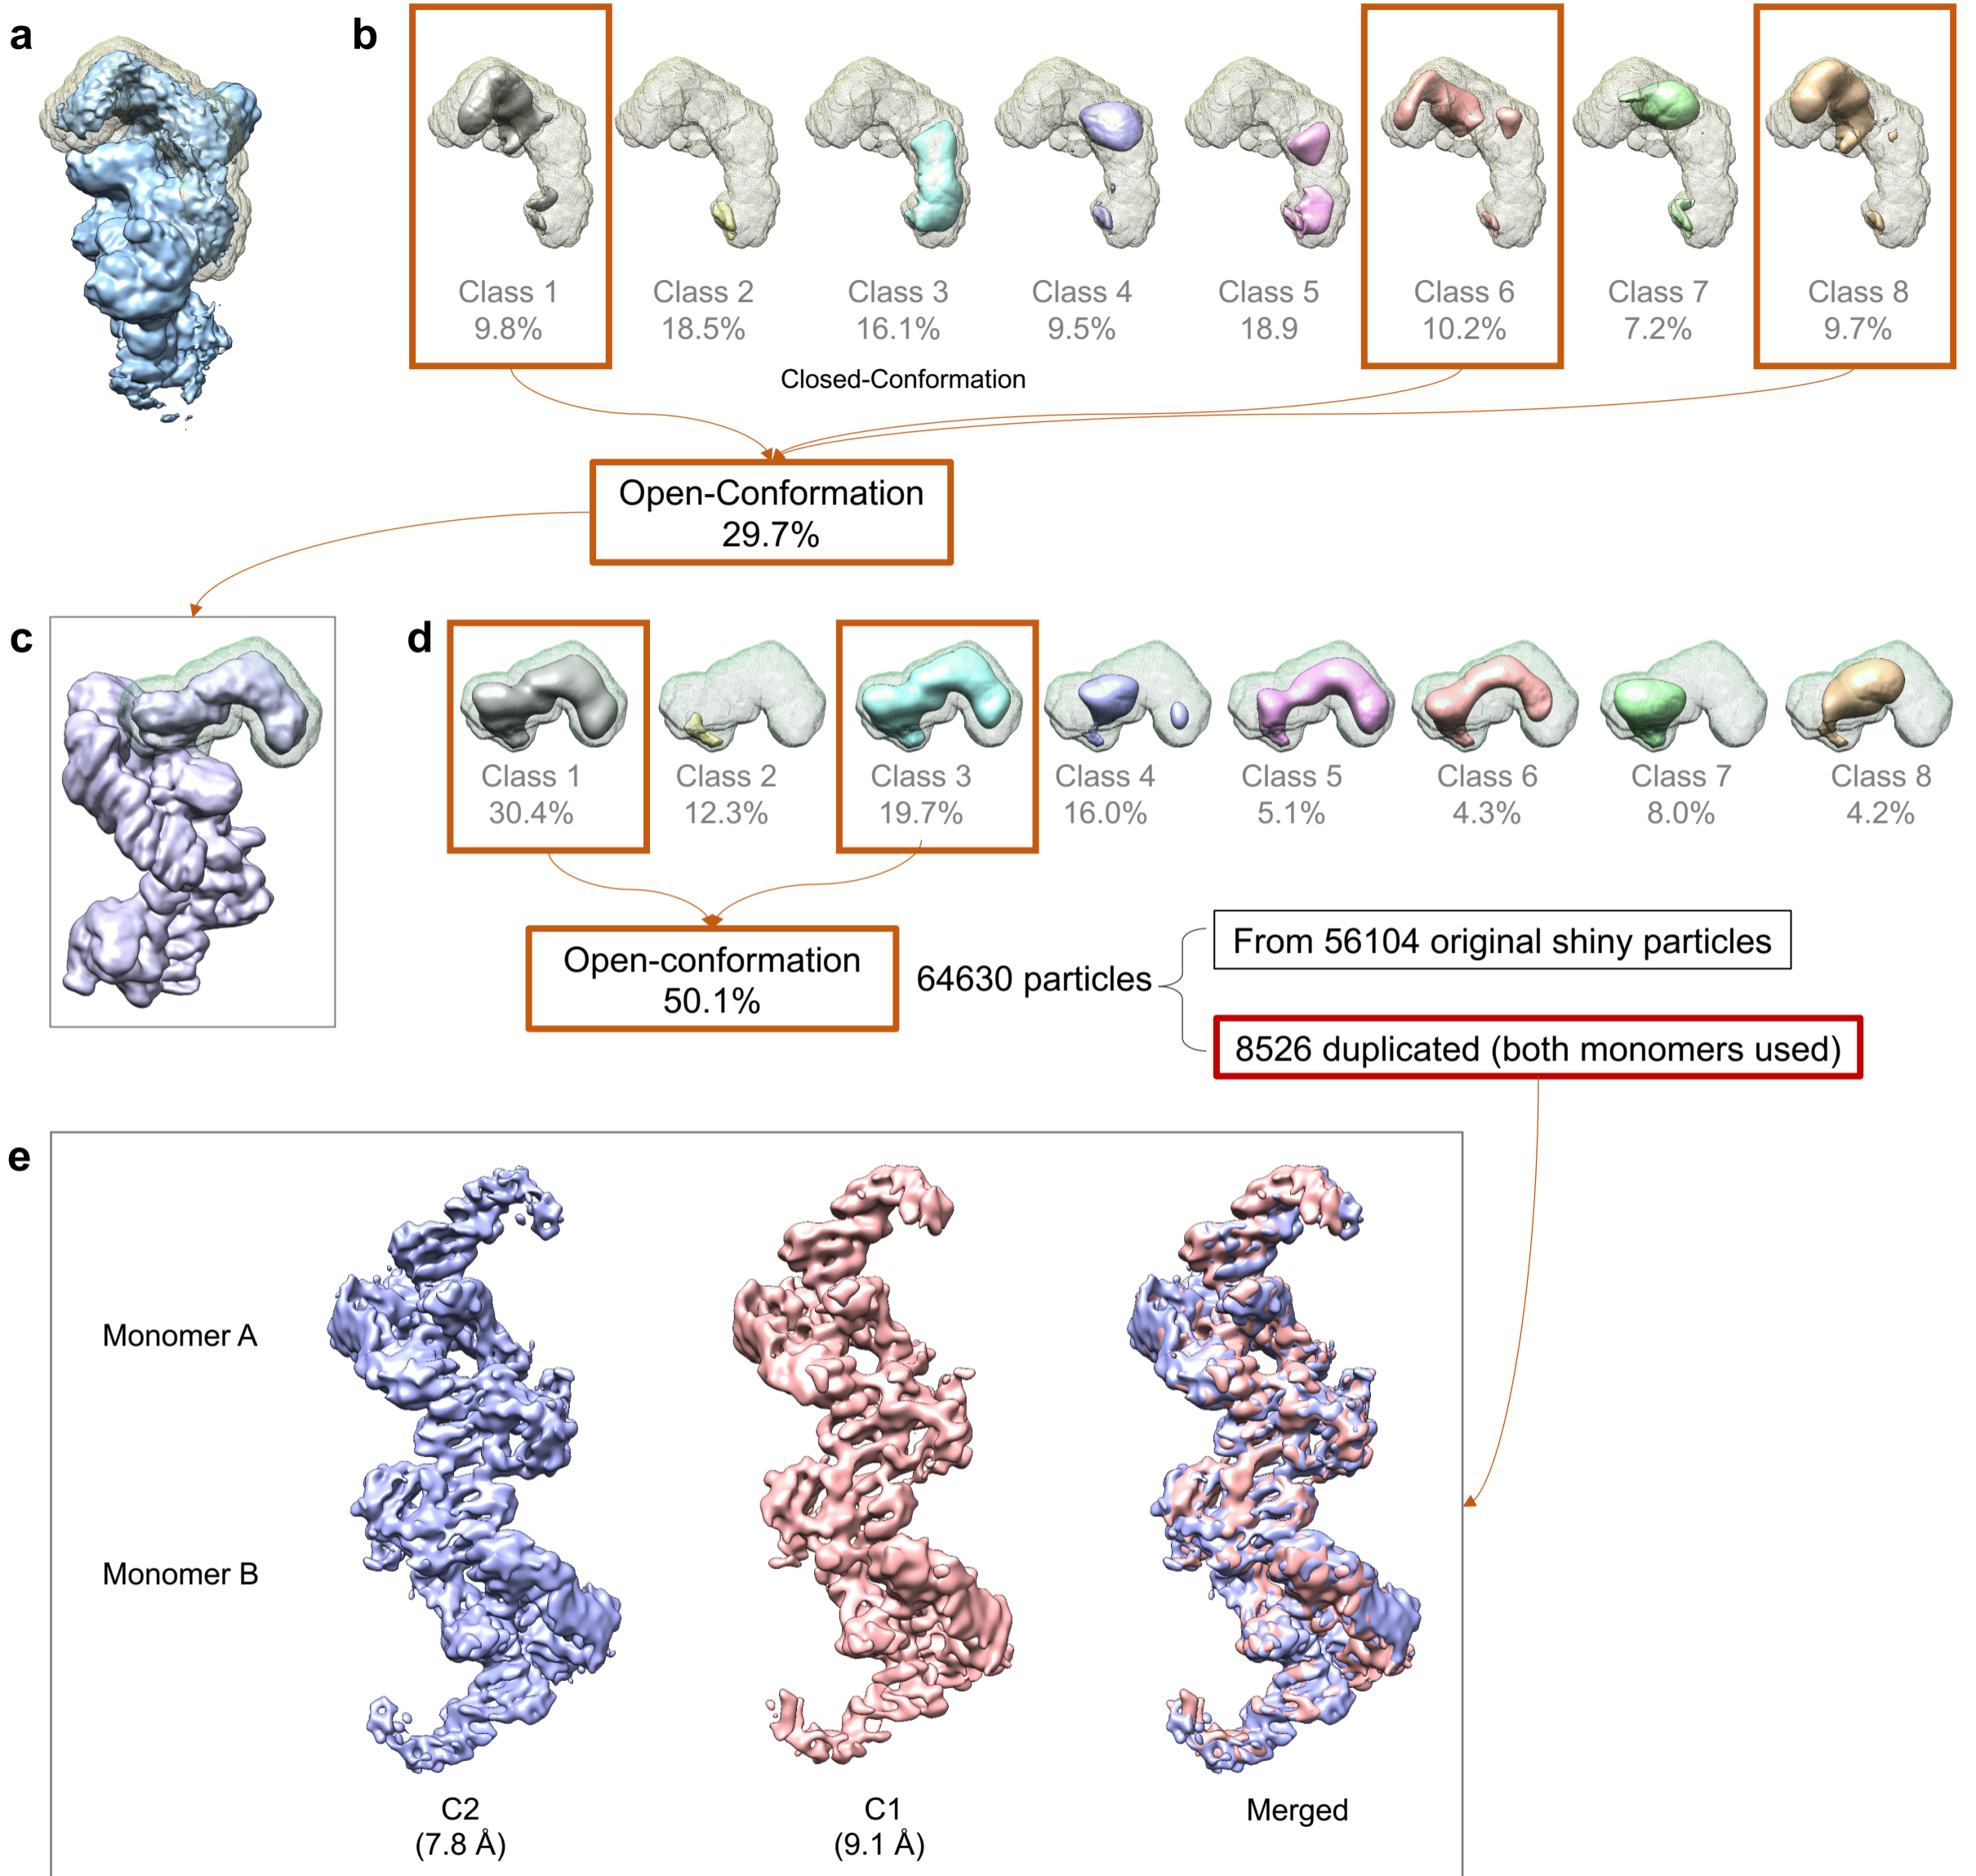 a
b
Class 1
9.8%
Class 2
18.5%
Class 3
16.1%
Class 4
9.5%
Class 5
18.9
Class 6
10.2%
Class 7
7.2%
Class 8
9.7%
Closed-Conformation
Open-Conformation
29.7%
c
d
Class 1
30.4%
Class 2
12.3%
Class 3
19.7%
Class 4
16.0%
Class 5
5.1%
Class 6
4.3%
Class 7
8.0%
Class 8
4.2%
Open-conformation
50.1%
64630 particles
From 56104 original shiny particles
8526 duplicated (both monomers used)
e
Monomer A
Monomer B
C2
(7.8 Å)
C1
(9.1 Å)
Merged